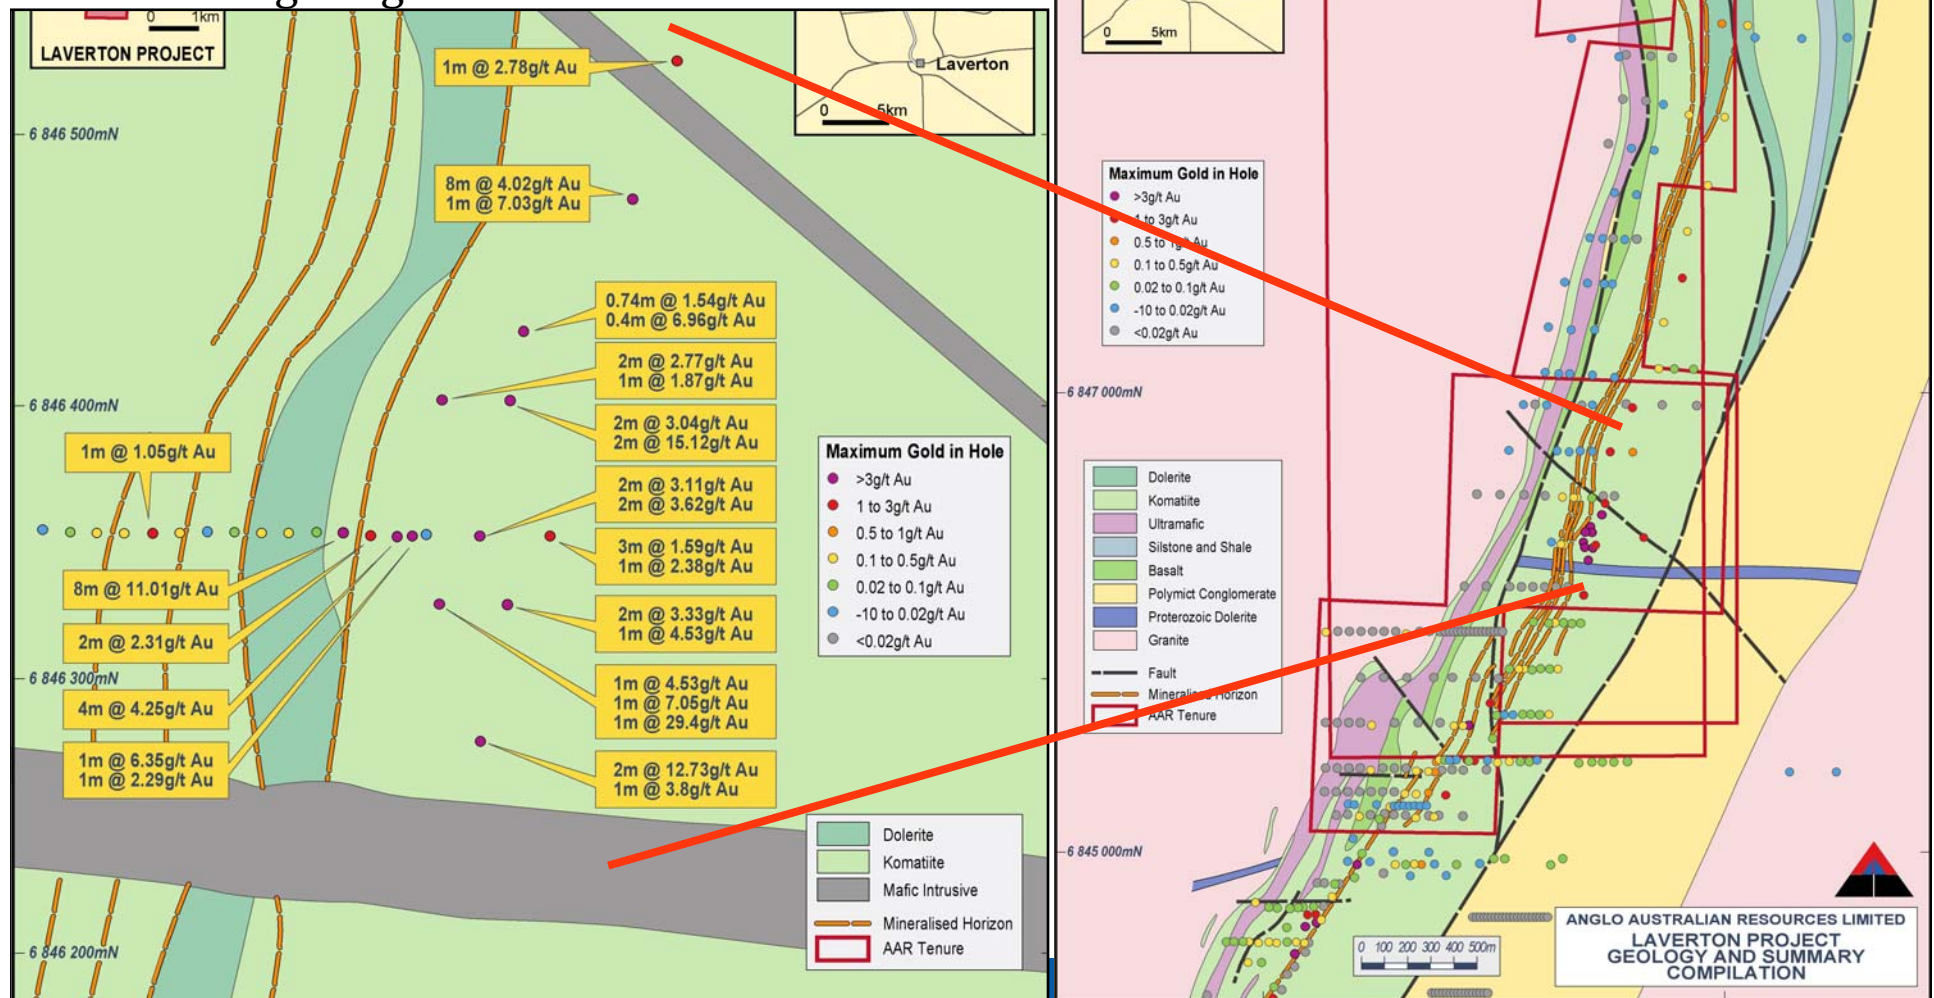 0 1km
LAVERTON PROJECT
1m @ 2.78g/t Au
Laverton
0 5km
6 846 500mN
8m @ 4.02g/t Au
1m @ 7.03g/t Au
0.74m @ 1.54g/t Au
0.4m @ 6.96g/t Au
2m @ 2.77g/t Au
1m @ 1.87g/t Au
6 846 400mN
2m @ 3.04g/t Au
2m @ 15.12g/t Au
1m @ 1.05g/t Au
2m @ 3.11g/t Au
2m @ 3.62g/t Au
3m @ 1.59g/t Au
1m @ 2.38g/t Au
8m @ 11.01g/t Au
2m @ 3.33g/t Au
1m @ 4.53g/t Au
2m @ 2.31g/t Au
6 846 300mN
4m @ 4.25g/t Au
1m @ 4.53g/t Au
1m @ 7.05g/t Au
1m @ 29.4g/t Au
1m @ 6.35g/t Au
1m @ 2.29g/t Au
2m @ 12.73g/t Au
1m @ 3.8g/t Au
6 846 200mN
Maximum Gold in Hole
>3g/t Au
1 to 3g/t Au
0.5 to 1g/t Au
0.1 to 0.5g/t Au
0.02 to 0.1g/t Au
-10 to 0.02g/t Au
<0.02g/t Au
Dolerite
Komatiite
Mafic Intrusive
Mineralised Horizon
AAR Tenure
0 5km
Maximum Gold in Hole
>3g/t Au
1 to 3g/t Au
0.5 to 1g/t Au
0.1 to 0.5g/t Au
0.02 to 0.1g/t Au
-10 to 0.02g/t Au
<0.02g/t Au
6 847 000mN
Dolerite
Komatiite
Ultramafic
Silstone and Shale
Basalt
Polymict Conglomerate
Proterozoic Dolerite
Granite
Fault
Mineralised Horizon
AAR Tenure
6 845 000mN
0 100 200 300 400 500m
ANGLO AUSTRALIAN RESOURCES LIMITED
LAVERTON PROJECT
GEOLOGY AND SUMMARY
COMPILATION